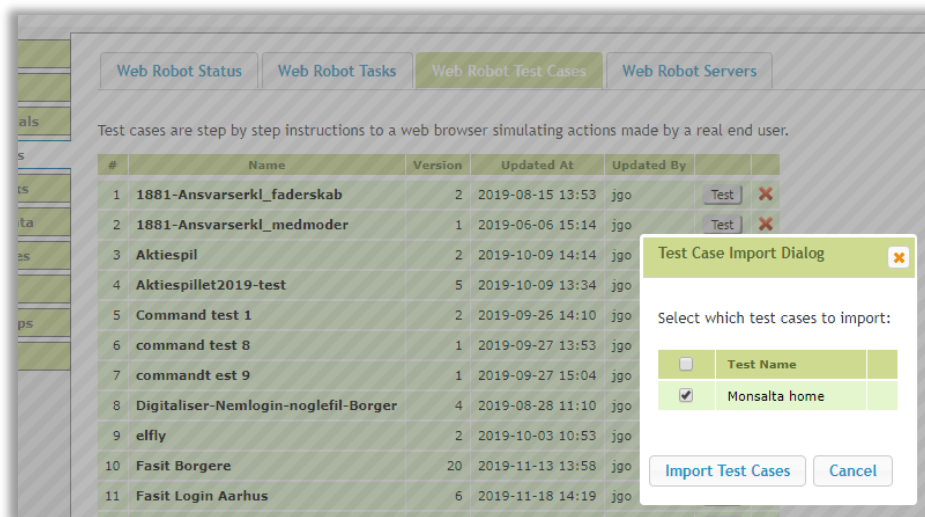 Web Robot Status Web Robot Tasks Web Robot Test Cases Web Robot Servers
als
s
ts
ata
es
ps
Test cases are step by step instructions to a web browser simulating actions made by a real end user.
# Name Version Updated At Updated By
1 1881-Ansvarserkl_faderskab 2 2019-08-15 13:53 jgo Test
2 1881-Ansvarserkl_medmoder 1 2019-06-06 15:14 jgo Test
3 Aktiespil 2 2019-10-09 14:14 jgo
4 Aktiespillet2019-test 5 2019-10-09 13:34 jgo
5 Command test 1 2 2019-09-26 14:10 jgo
6 command test 8 1 2019-09-27 13:53 jgo
7 commandt est 9 1 2019-09-27 15:04 jgo
8 Digitaliser-Nemlogin-noglefil-Borger 4 2019-08-28 11:10 jgo
9 elfly 2 2019-10-03 10:53 jgo
10 Fasit Borgere 20 2019-11-13 13:58 jgo
11 Fasit Login Aarhus 6 2019-11-18 14:19 jgo
Test Case Import Dialog
Select which test cases to import:
Test Name
Monsalta home
Import Test Cases Cancel